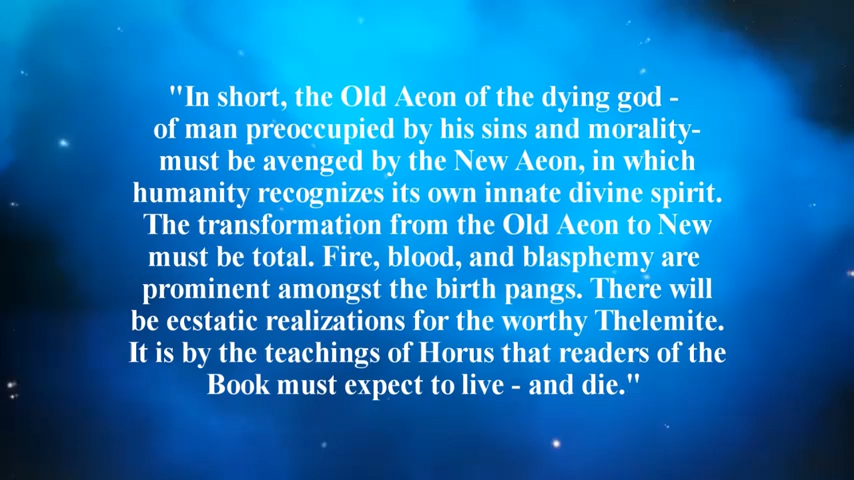 "In short, the Old Aeon of the dying god -
of man preoccupied by his sins and morality-
must be avenged by the New Aeon, in which
humanity recognizes its own innate divine spirit.
The transformation from the Old Aeon to New
must be total. Fire, blood, and blasphemy are
prominent amongst the birth pangs. There will
be ecstatic realizations for the worthy Thelemite.
It is by the teachings of Horus that readers of the
Book must expect to live - and die."